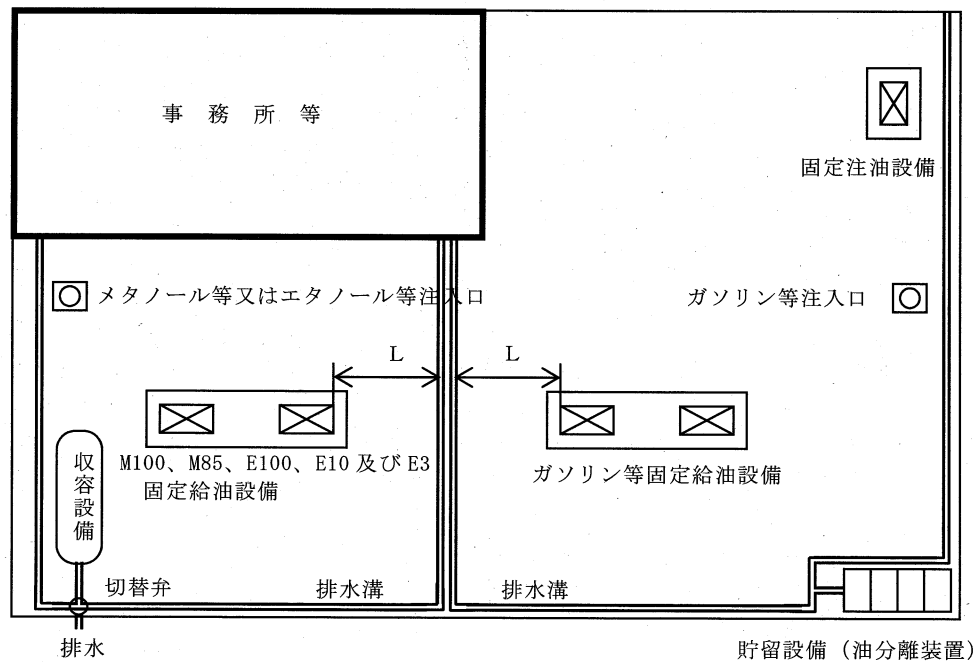 事務所等
固定注油設備
メタノール等又はエタノール等注入口
ガソリン等注入口
L
L
M100、M85、E100、E10及びE3
固定給油設備
ガソリン等固定給油設備
収容設備
切替弁
排水溝
排水溝
排水
貯留設備（油分離装置）